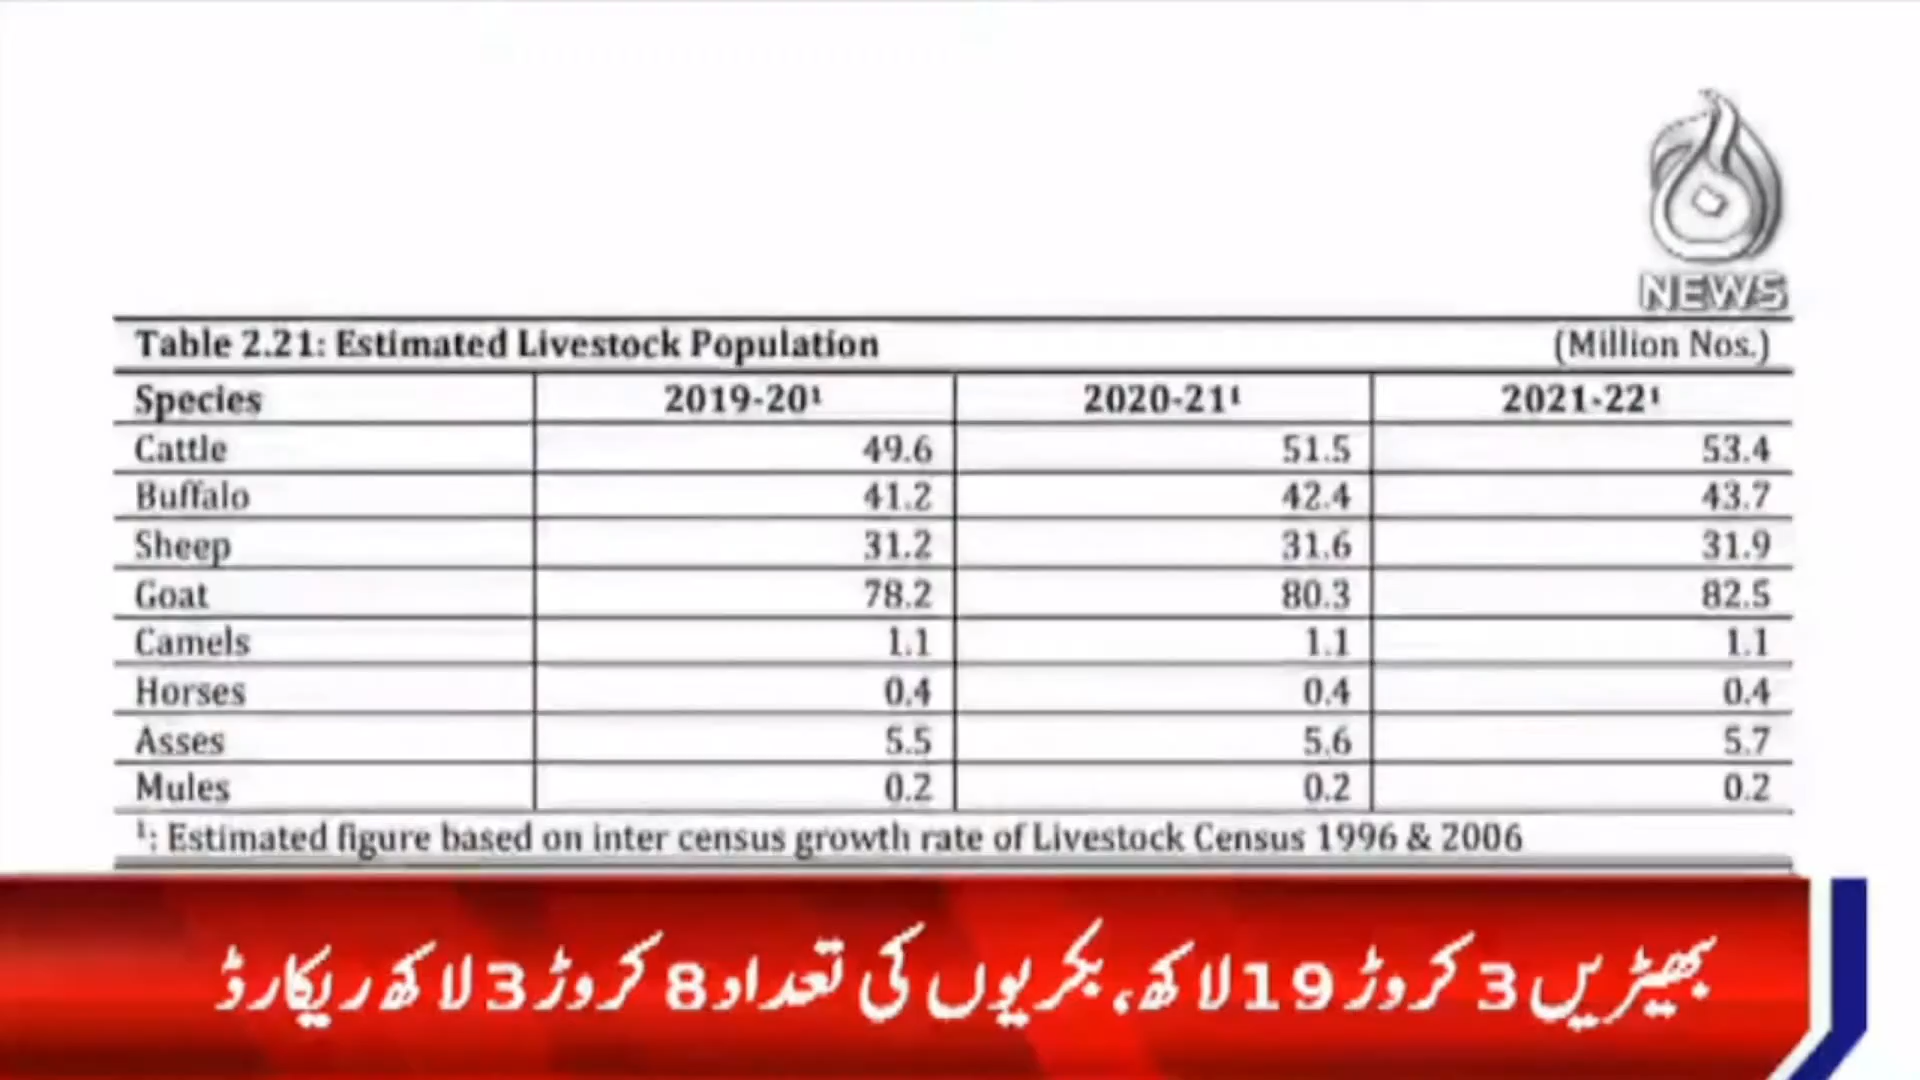 NEWS
Table 2.21: Estimated Livestock Population (Million Nos.)
Species 2019-20¹ 2020-21¹ 2021-22¹
Cattle 49.6 51.5 53.4
Buffalo 41.2 42.4 43.7
Sheep 31.2 31.6 31.9
Goat 78.2 80.3 82.5
Camels 1.1 1.1 1.1
Horses 0.4 0.4 0.4
Asses 5.5 5.6 5.7
Mules 0.2 0.2 0.2
¹: Estimated figure based on inter census growth rate of Livestock Census 1996 & 2006
بھیڑیں 3 کروڑ 19 لاکھ، بکریوں کی تعداد 8 کروڑ 3 لاکھ ریکارڈ